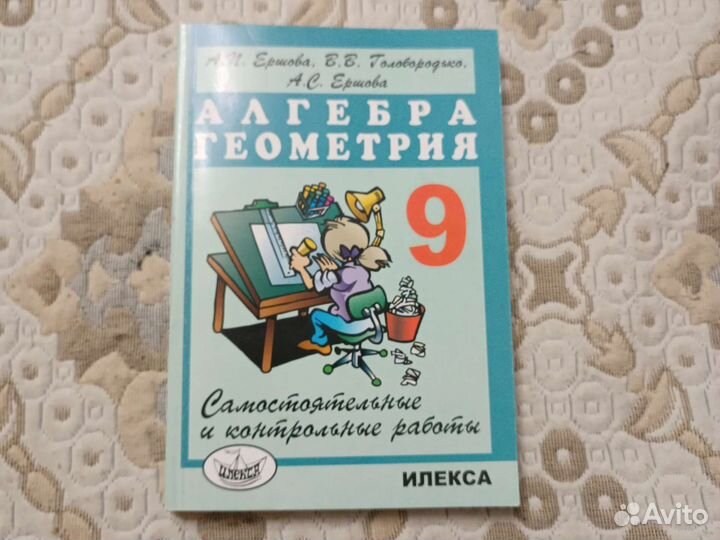 А.П. Ершова, В.В. Голобородько,
А.С. Ершова
АЛГЕБРА
ГЕОМЕТРИЯ
9
Самостоятельные
и контрольные работы
ИЛЕКСА
ИЛЕКСА
Avito